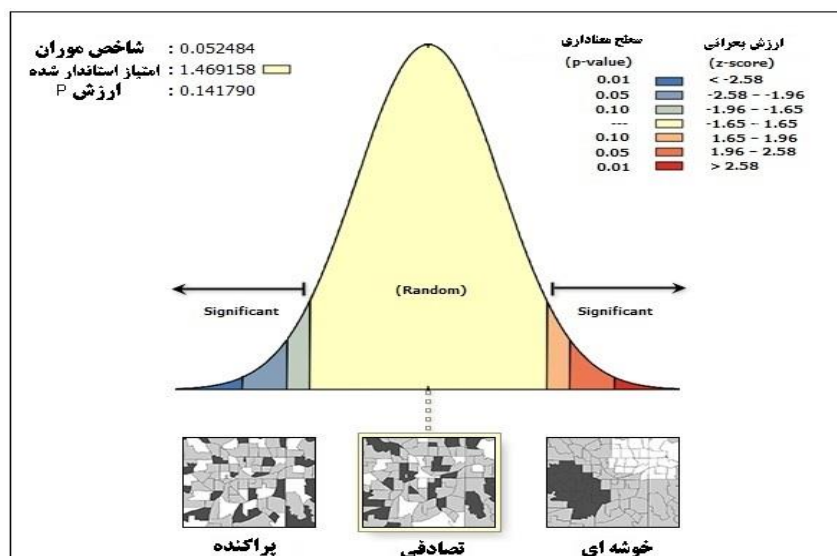 شاخص موران : 0.052484
امتیاز استاندار شده : 1.469158
ارزش P : 0.141790
سطح معناداری
(p-value)
ارزش بحرانی
(z-score)
0.01 < -2.58
0.05 -2.58 – -1.96
0.10 -1.96 – -1.65
--- -1.65 – 1.65
0.10 1.65 – 1.96
0.05 1.96 – 2.58
0.01 > 2.58
Significant
(Random)
Significant
پراکنده
تصادفی
خوشه ای